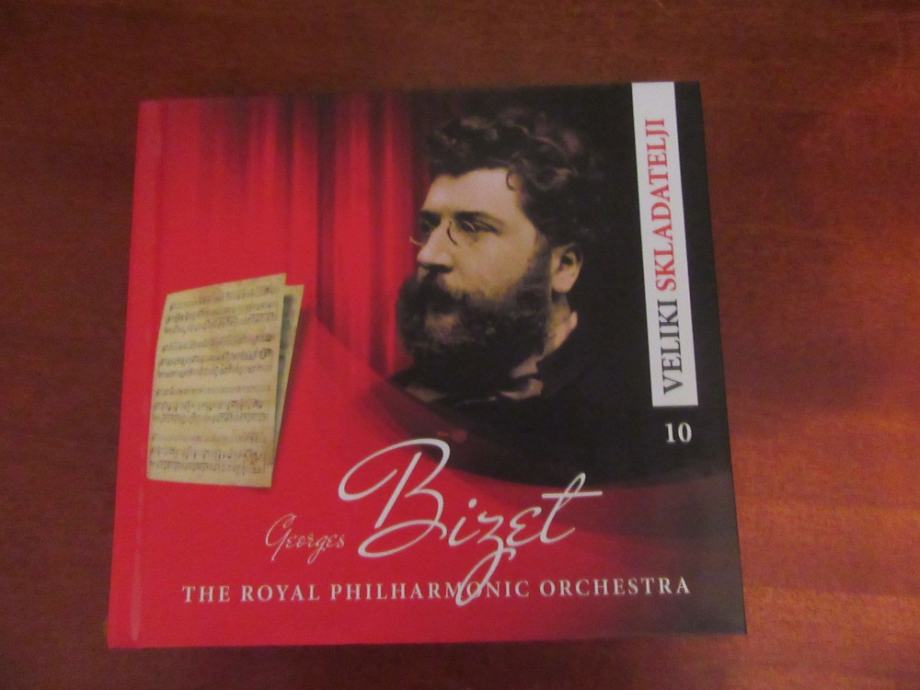 VELIKI SKLADATELJI
10
Georges Bizet
THE ROYAL PHILHARMONIC ORCHESTRA